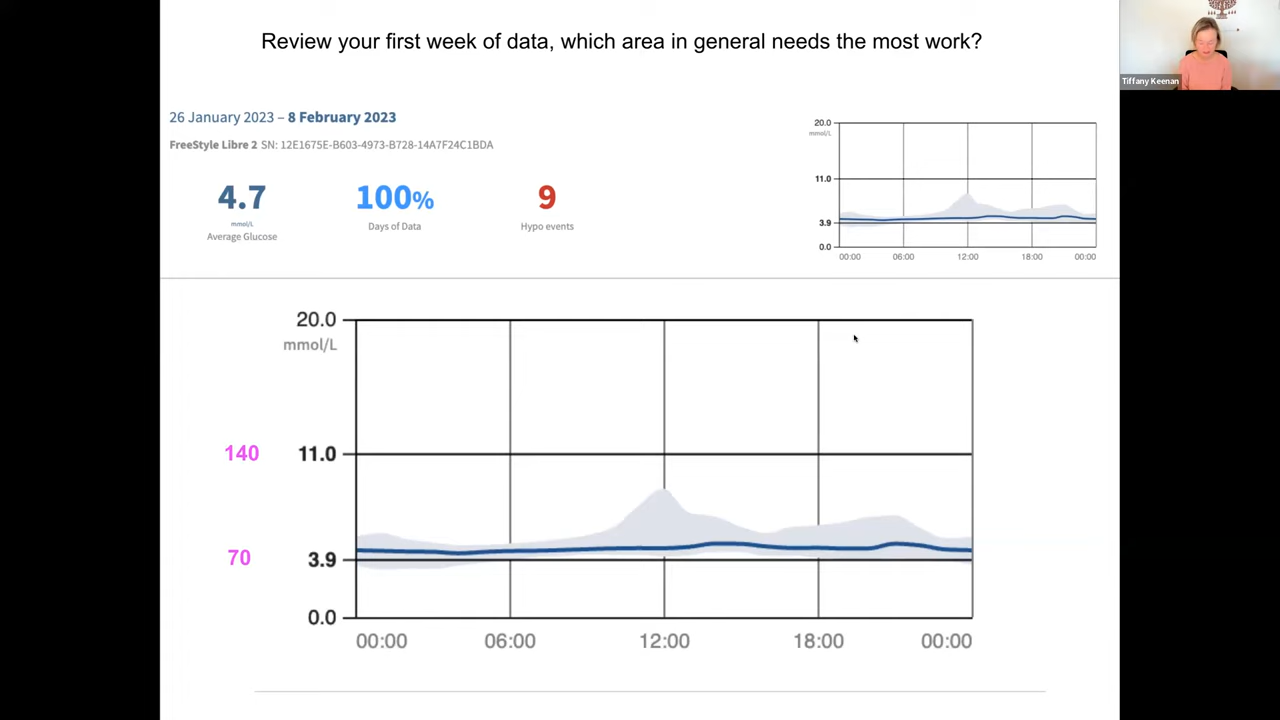 Review your first week of data, which area in general needs the most work?
Tiffany Keenan
26 January 2023 – 8 February 2023
FreeStyle Libre 2 SN: 12E1675E-B603-4973-B728-14A7F24C1BDA
4.7
mmol/L
Average Glucose
100%
Days of Data
9
Hypo events
20.0
mmol/L
11.0
3.9
0.0
00:00 06:00 12:00 18:00 00:00
20.0
mmol/L
140 11.0
70 3.9
0.0
00:00 06:00 12:00 18:00 00:00